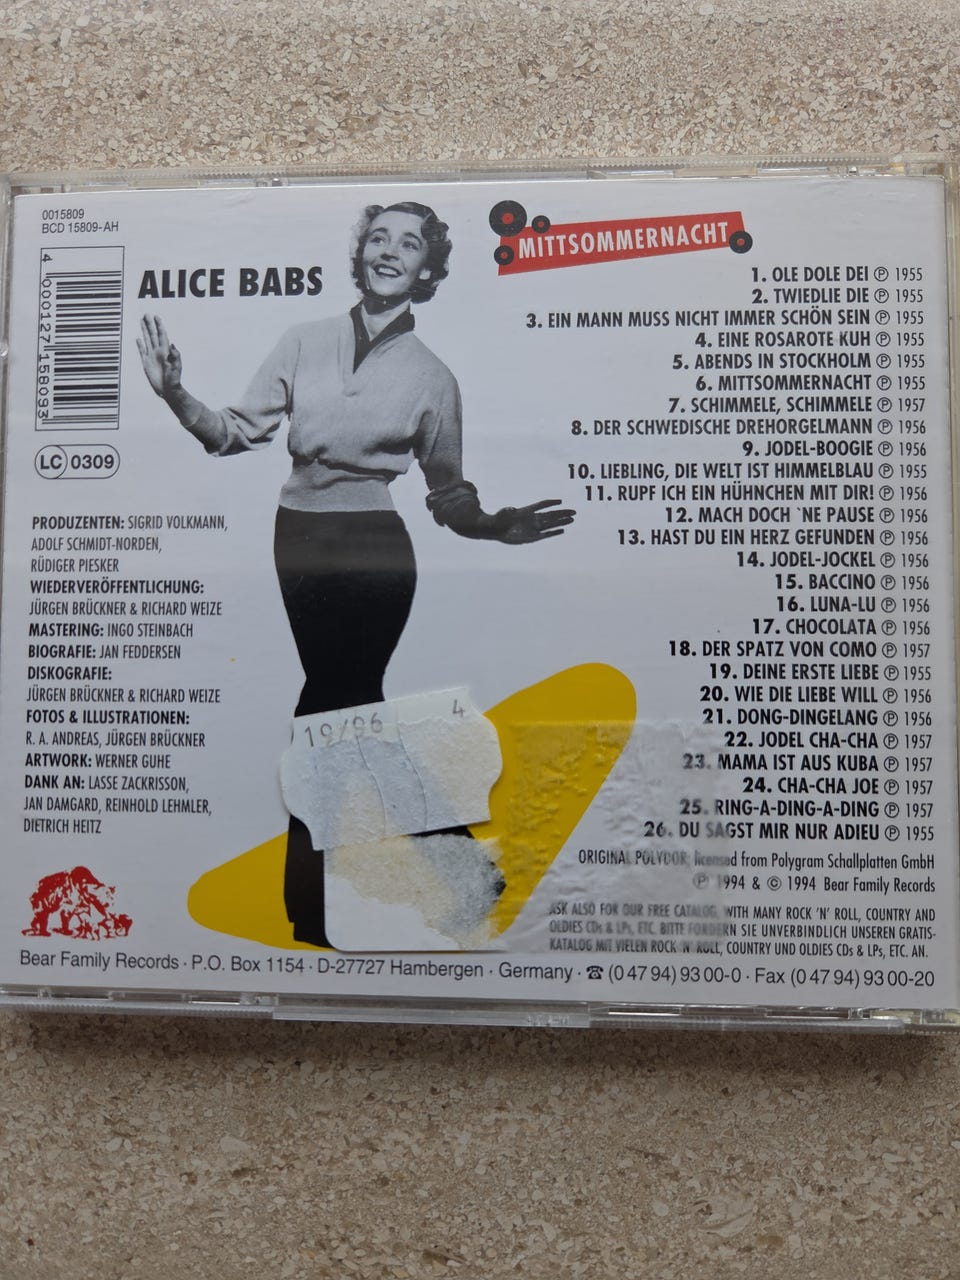 0015809
BCD 15809-AH
4 000127 158093
LC 0309
ALICE BABS
MITTSOMMERNACHT
1. OLE DOLE DEI ℗ 1955
2. TWIEDLIE DIE ℗ 1955
3. EIN MANN MUSS NICHT IMMER SCHÖN SEIN ℗ 1955
4. EINE ROSAROTE KUH ℗ 1955
5. ABENDS IN STOCKHOLM ℗ 1955
6. MITTSOMMERNACHT ℗ 1955
7. SCHIMMELE, SCHIMMELE ℗ 1957
8. DER SCHWEDISCHE DREHORGELMANN ℗ 1956
9. JODEL-BOOGIE ℗ 1956
10. LIEBLING, DIE WELT IST HIMMELBLAU ℗ 1955
11. RUPF ICH EIN HÜHNCHEN MIT DIR! ℗ 1956
12. MACH DOCH `NE PAUSE ℗ 1956
13. HAST DU EIN HERZ GEFUNDEN ℗ 1956
14. JODEL-JOCKEL ℗ 1956
15. BACCINO ℗ 1956
16. LUNA-LU ℗ 1956
17. CHOCOLATA ℗ 1956
18. DER SPATZ VON COMO ℗ 1957
19. DEINE ERSTE LIEBE ℗ 1955
20. WIE DIE LIEBE WILL ℗ 1956
21. DONG-DINGELANG ℗ 1956
22. JODEL CHA-CHA ℗ 1957
23. MAMA IST AUS KUBA ℗ 1957
24. CHA-CHA JOE ℗ 1957
25. RING-A-DING-A-DING ℗ 1957
26. DU SAGST MIR NUR ADIEU ℗ 1955
PRODUZENTEN: SIGRID VOLKMANN,
ADOLF SCHMIDT-NORDEN,
RÜDIGER PIESKER
WIEDERVERÖFFENTLICHUNG:
JÜRGEN BRÜCKNER & RICHARD WEIZE
MASTERING: INGO STEINBACH
BIOGRAFIE: JAN FEDDERSEN
DISKOGRAFIE:
JÜRGEN BRÜCKNER & RICHARD WEIZE
FOTOS & ILLUSTRATIONEN:
R. A. ANDREAS, JÜRGEN BRÜCKNER
ARTWORK: WERNER GUHE
DANK AN: LASSE ZACKRISSON,
JAN DAMGARD, REINHOLD LEHMLER,
DIETRICH HEITZ
12/96 4
ORIGINAL POLYDOR, licensed from Polygram Schallplatten GmbH
℗ 1994 & © 1994 Bear Family Records
ASK ALSO FOR OUR FREE CATALOG, WITH MANY ROCK 'N' ROLL, COUNTRY AND
OLDIES CDs & LPs, ETC. BITTE FORDERN SIE UNVERBINDLICH UNSEREN GRATIS-
KATALOG MIT VIELEN ROCK 'N' ROLL, COUNTRY UND OLDIES CDs & LPs, ETC. AN.
Bear Family Records · P.O. Box 1154 · D-27727 Hambergen · Germany · ☎ (0 47 94) 93 00-0 · Fax (0 47 94) 93 00-20